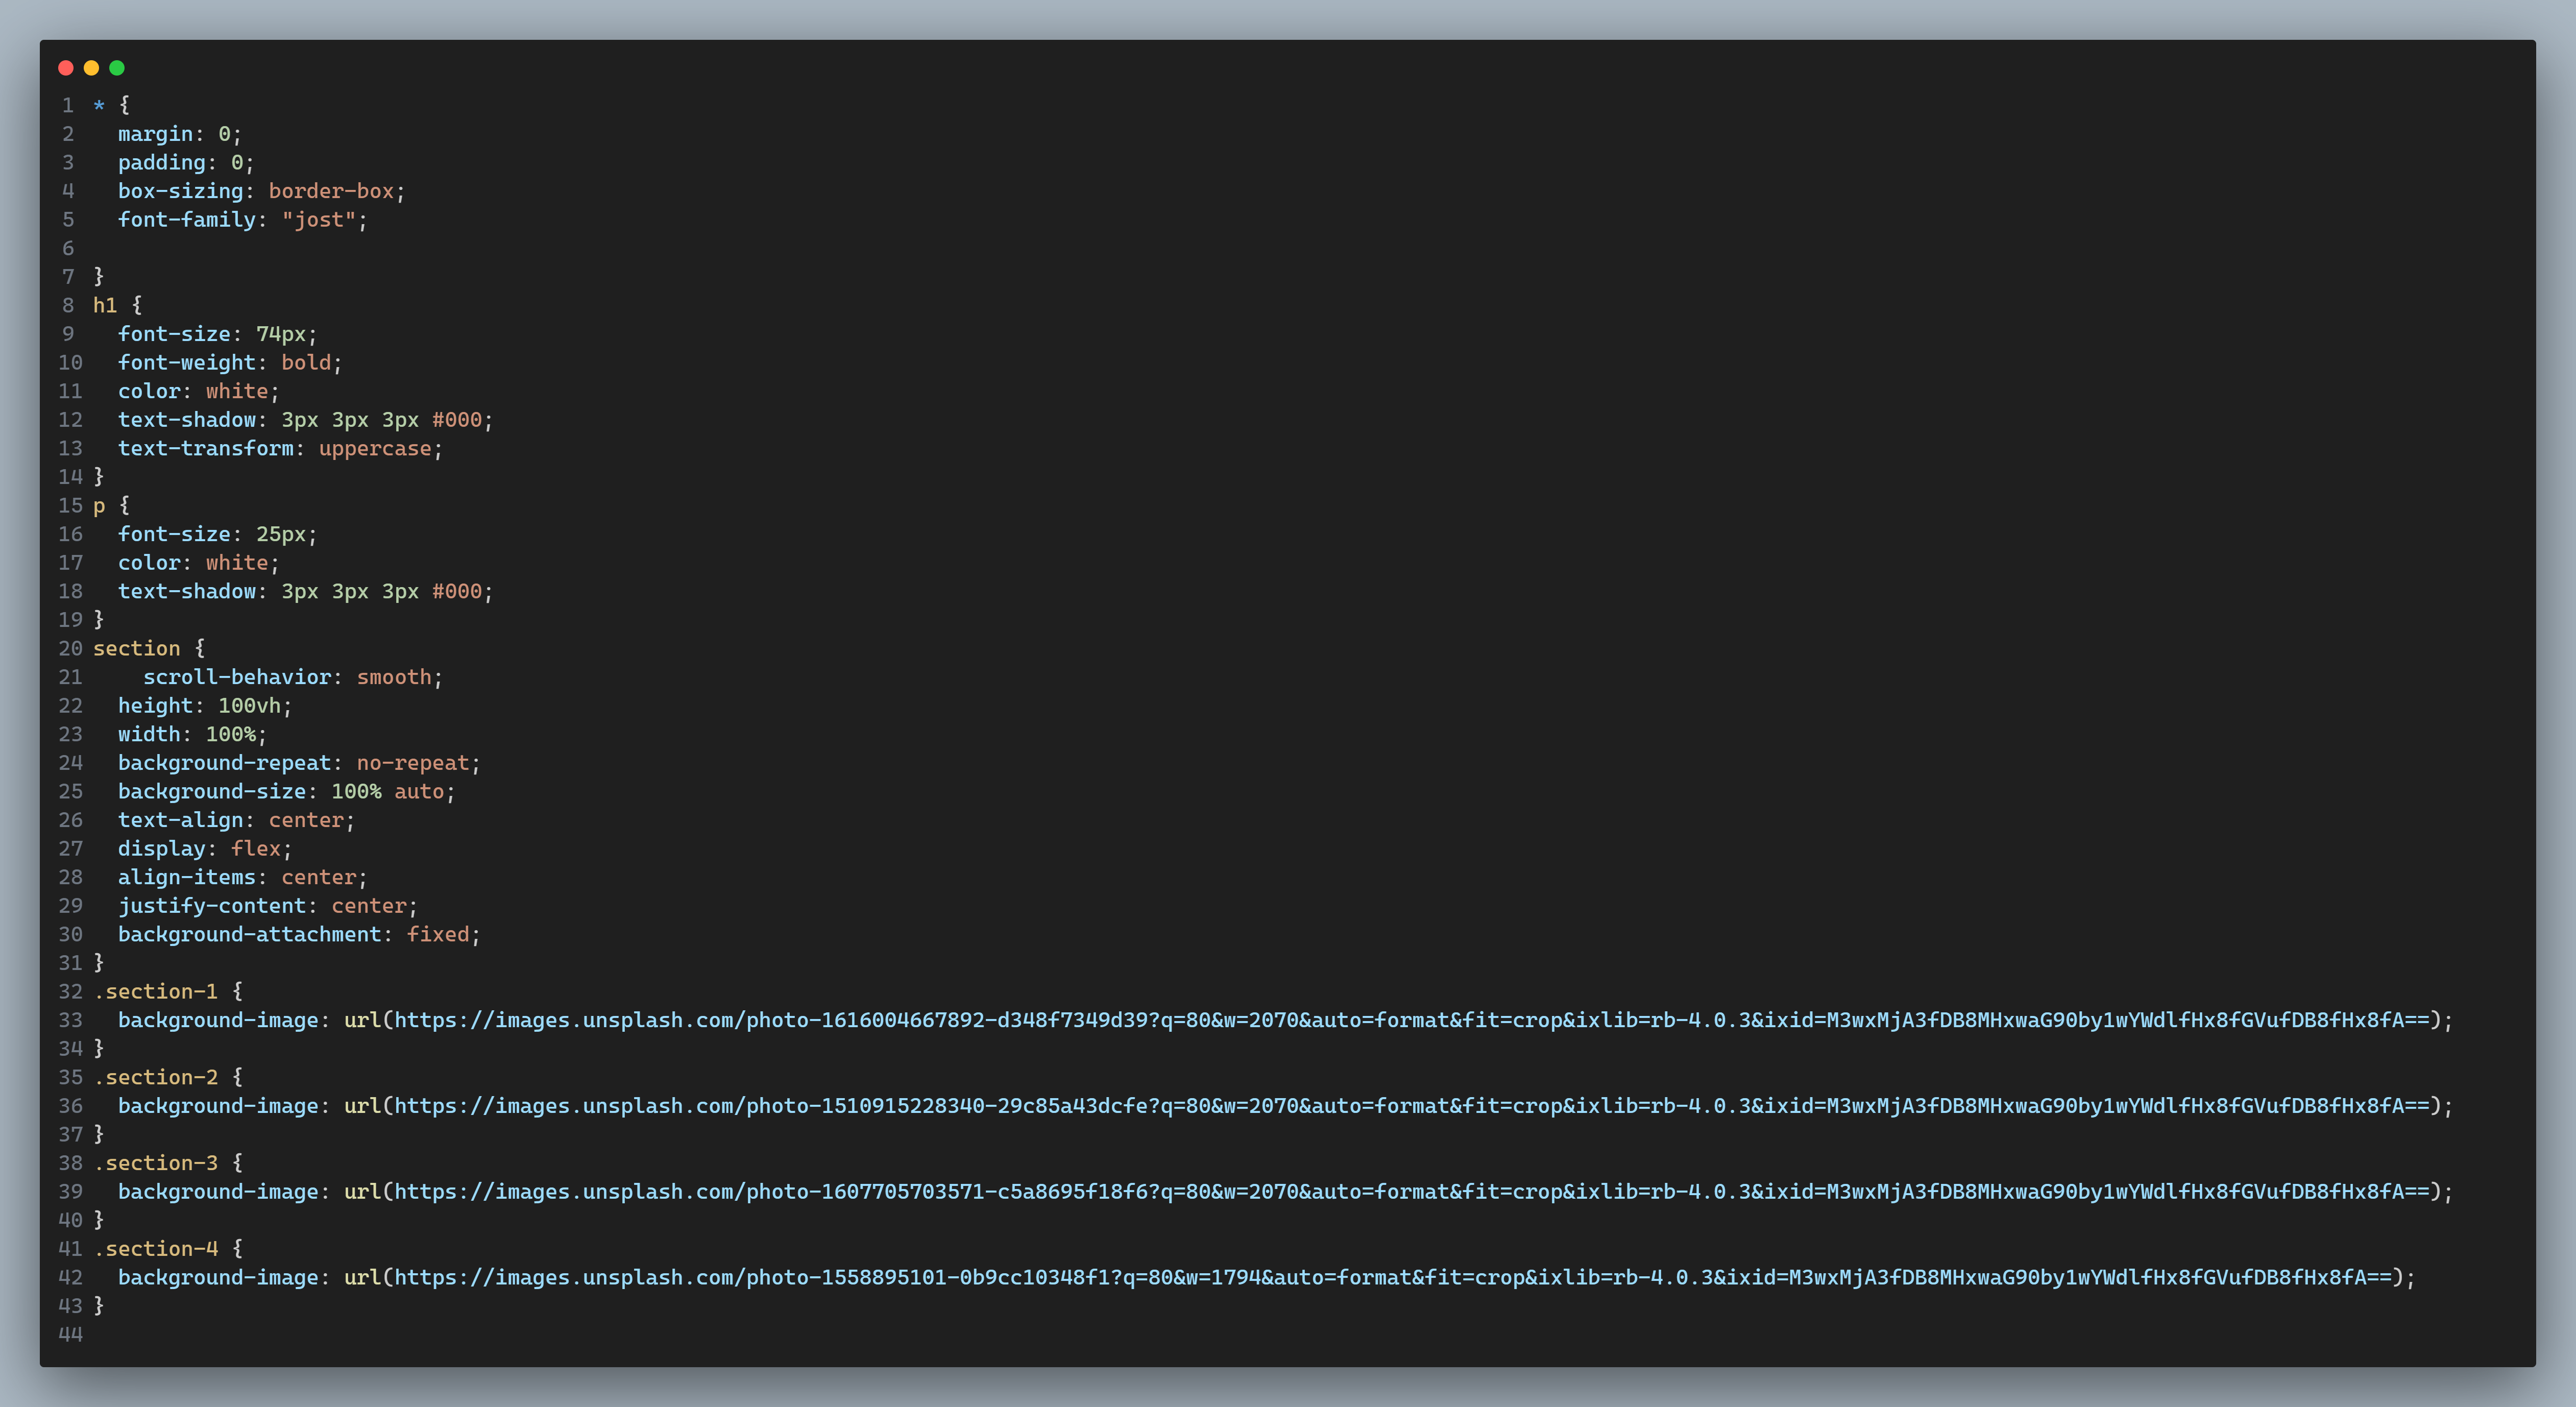 1 * {
2   margin: 0;
3   padding: 0;
4   box-sizing: border-box;
5   font-family: "jost";
6
7 }
8 h1 {
9   font-size: 74px;
10   font-weight: bold;
11   color: white;
12   text-shadow: 3px 3px 3px #000;
13   text-transform: uppercase;
14 }
15 p {
16   font-size: 25px;
17   color: white;
18   text-shadow: 3px 3px 3px #000;
19 }
20 section {
21     scroll-behavior: smooth;
22   height: 100vh;
23   width: 100%;
24   background-repeat: no-repeat;
25   background-size: 100% auto;
26   text-align: center;
27   display: flex;
28   align-items: center;
29   justify-content: center;
30   background-attachment: fixed;
31 }
32 .section-1 {
33   background-image: url(https://images.unsplash.com/photo-1616004667892-d348f7349d39?q=80&w=2070&auto=format&fit=crop&ixlib=rb-4.0.3&ixid=M3wxMjA3fDB8MHxwaG90by1wYWdlfHx8fGVufDB8fHx8fA==);
34 }
35 .section-2 {
36   background-image: url(https://images.unsplash.com/photo-1510915228340-29c85a43dcfe?q=80&w=2070&auto=format&fit=crop&ixlib=rb-4.0.3&ixid=M3wxMjA3fDB8MHxwaG90by1wYWdlfHx8fGVufDB8fHx8fA==);
37 }
38 .section-3 {
39   background-image: url(https://images.unsplash.com/photo-1607705703571-c5a8695f18f6?q=80&w=2070&auto=format&fit=crop&ixlib=rb-4.0.3&ixid=M3wxMjA3fDB8MHxwaG90by1wYWdlfHx8fGVufDB8fHx8fA==);
40 }
41 .section-4 {
42   background-image: url(https://images.unsplash.com/photo-1558895101-0b9cc10348f1?q=80&w=1794&auto=format&fit=crop&ixlib=rb-4.0.3&ixid=M3wxMjA3fDB8MHxwaG90by1wYWdlfHx8fGVufDB8fHx8fA==);
43 }
44